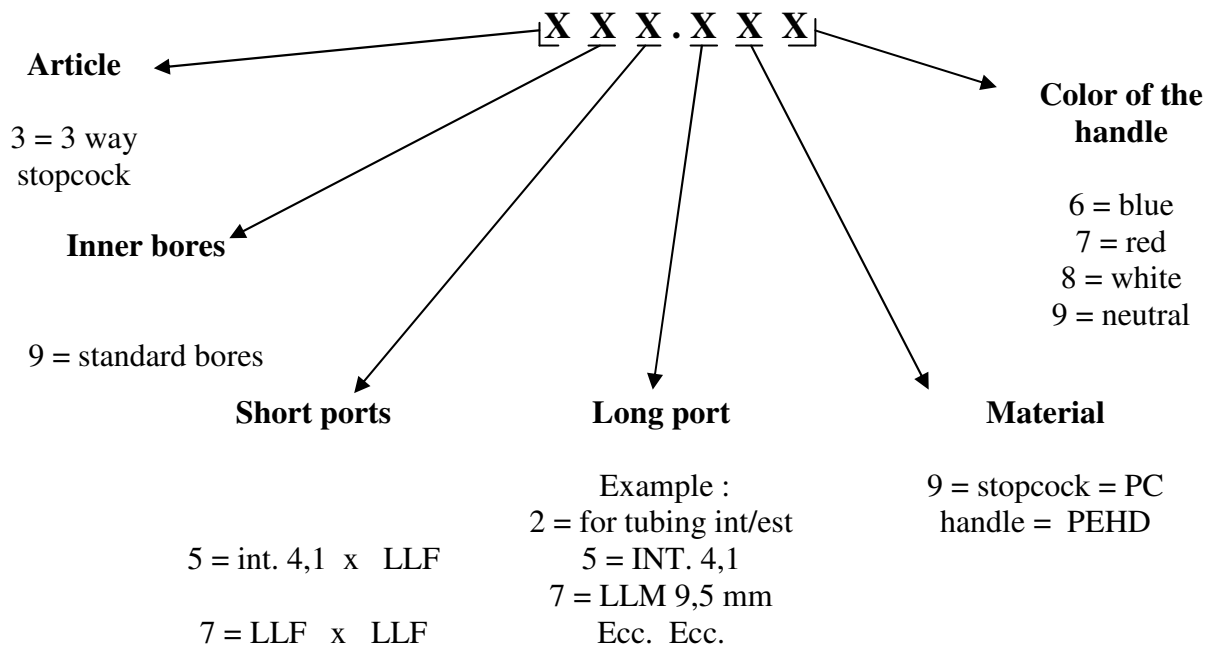 X X X . X X X
Article
3 = 3 way
stopcock
Inner bores
9 = standard bores
Short ports
5 = int. 4,1 x LLF
7 = LLF x LLF
Long port
Example :
2 = for tubing int/est
5 = INT. 4,1
7 = LLM 9,5 mm
Ecc. Ecc.
Material
9 = stopcock = PC
handle = PEHD
Color of the
handle
6 = blue
7 = red
8 = white
9 = neutral